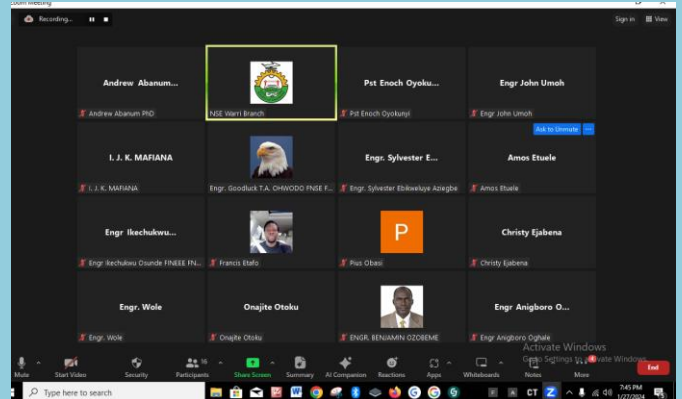 Zoom Meeting
Recording...
Sign in
View
Andrew Abanum...
Andrew Abanum PhD
NSE Warri Branch
Pst Enoch Oyoku...
Pst Enoch Oyokunyi
Engr John Umoh
Engr John Umoh
Ask to Unmute
I. J. K. MAFIANA
I. J. K. MAFIANA
Engr. Goodluck T.A. OHWODO FNSE F...
Engr. Sylvester E...
Engr. Sylvester Ebikweluye Aziegbe
Amos Etuele
Amos Etuele
Engr Ikechukwu...
Engr Ikechukwu Osunde FINEEE FN...
Francis Etafo
P
Pius Obasi
Christy Ejabena
Christy Ejabena
Engr. Wole
Engr. Wole
Onajite Otoku
Onajite Otoku
ENGR. BENJAMIN OZOBEME
Engr Anigboro O...
Engr Anigboro Oghale
Activate Windows
Go to Settings to activate Windows.
Mute
Start Video
Security
16
Participants
Share Screen
Summary
AI Companion
Reactions
Apps
Whiteboards
Notes
More
End
Type here to search
CT
7:45 PM
1/27/2024